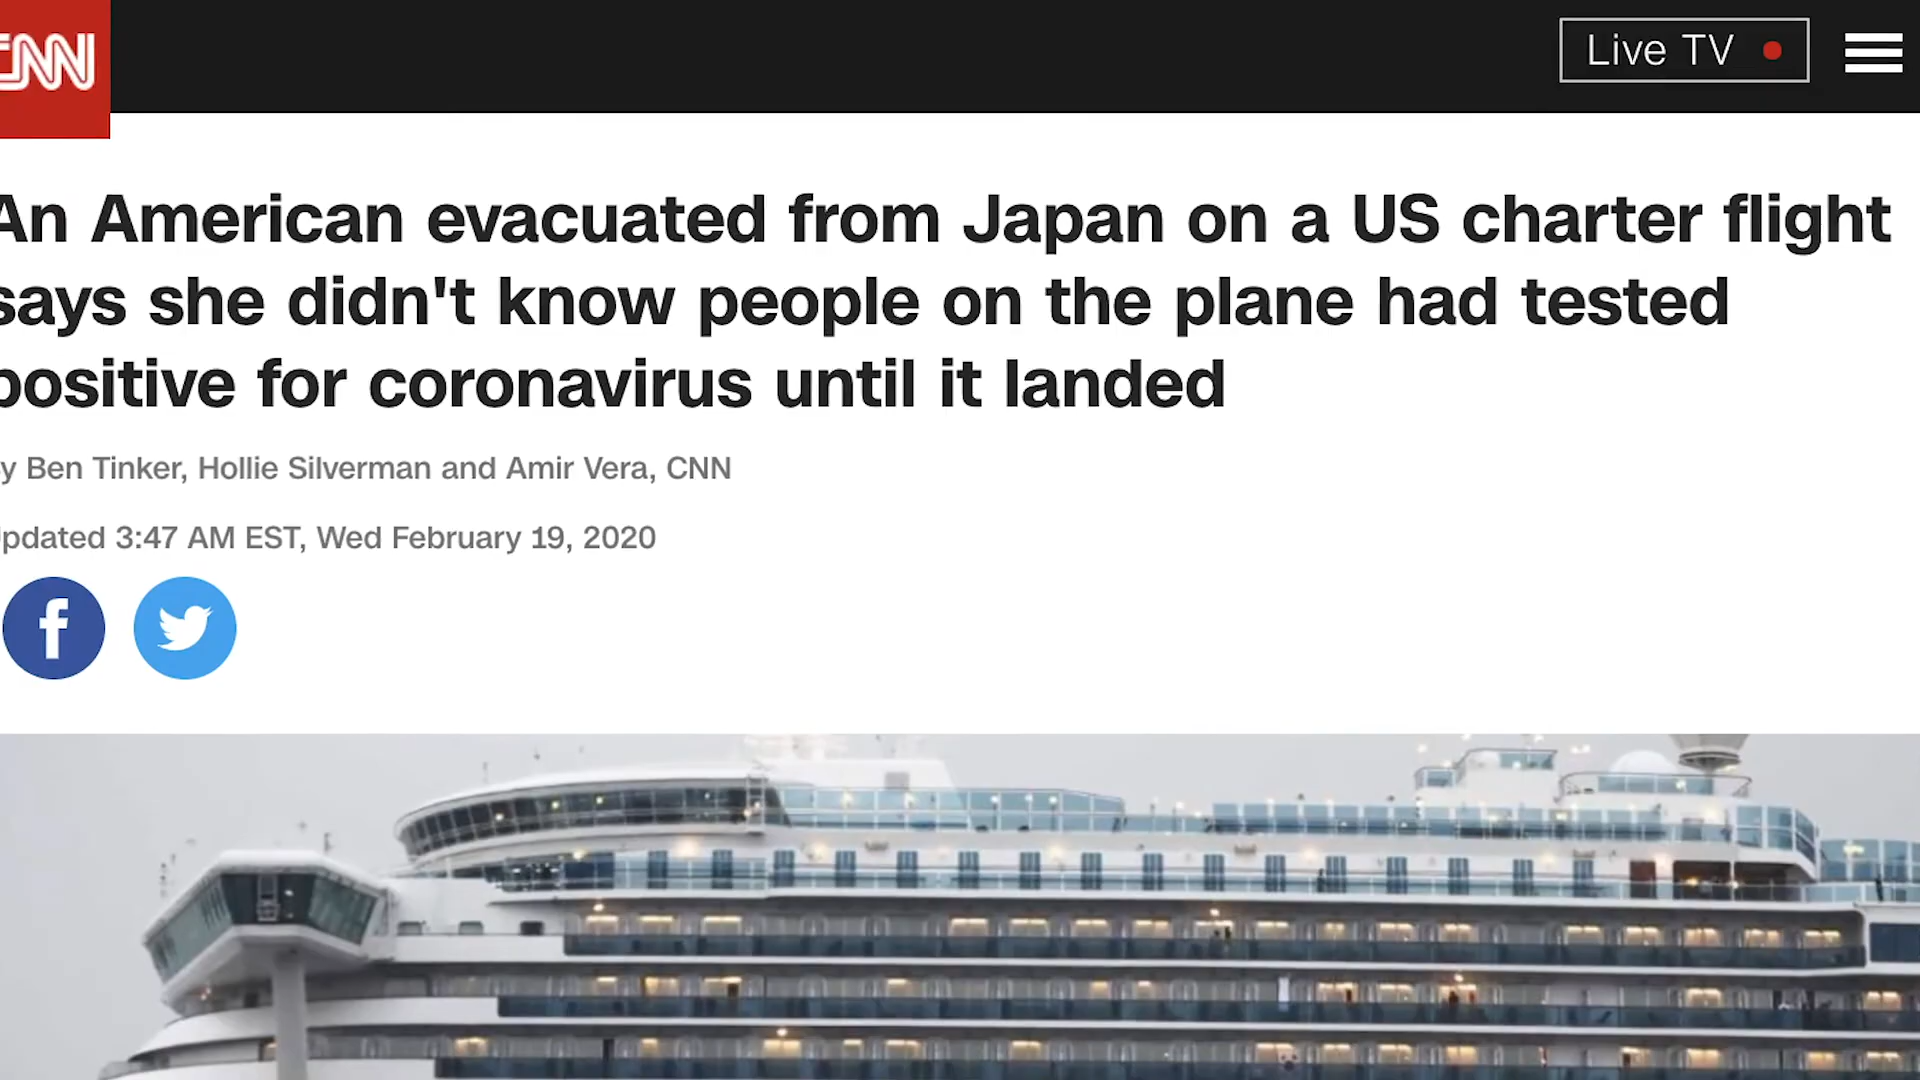 CNN
Live TV
An American evacuated from Japan on a US charter flight
says she didn't know people on the plane had tested
positive for coronavirus until it landed
y Ben Tinker, Hollie Silverman and Amir Vera, CNN
pdated 3:47 AM EST, Wed February 19, 2020